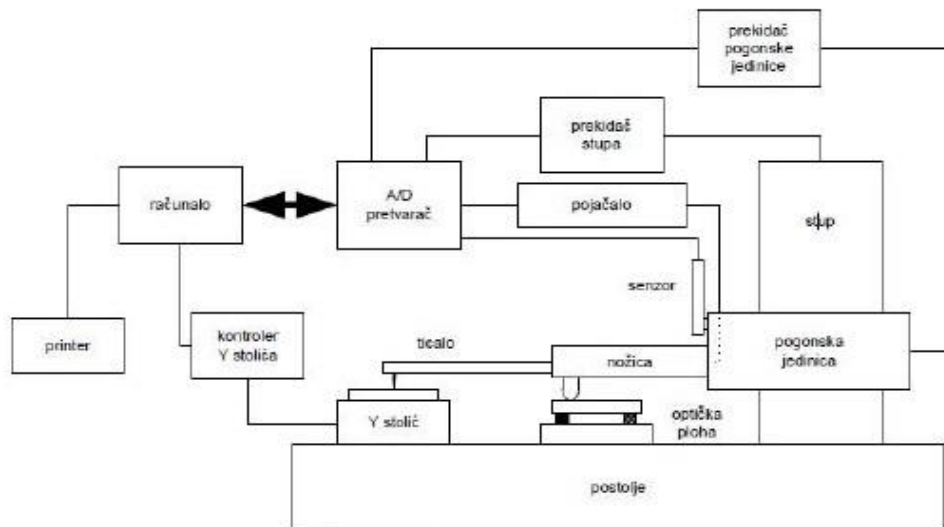 prekidač
pogonske
jedinice
prekidač
stupa
računalo
A/D
pretvarač
pojačalo
stup
senzor
printer
kontroler
Y stolića
ticalo
nožica
pogonska
jedinica
Y stolić
optička
ploha
postolje